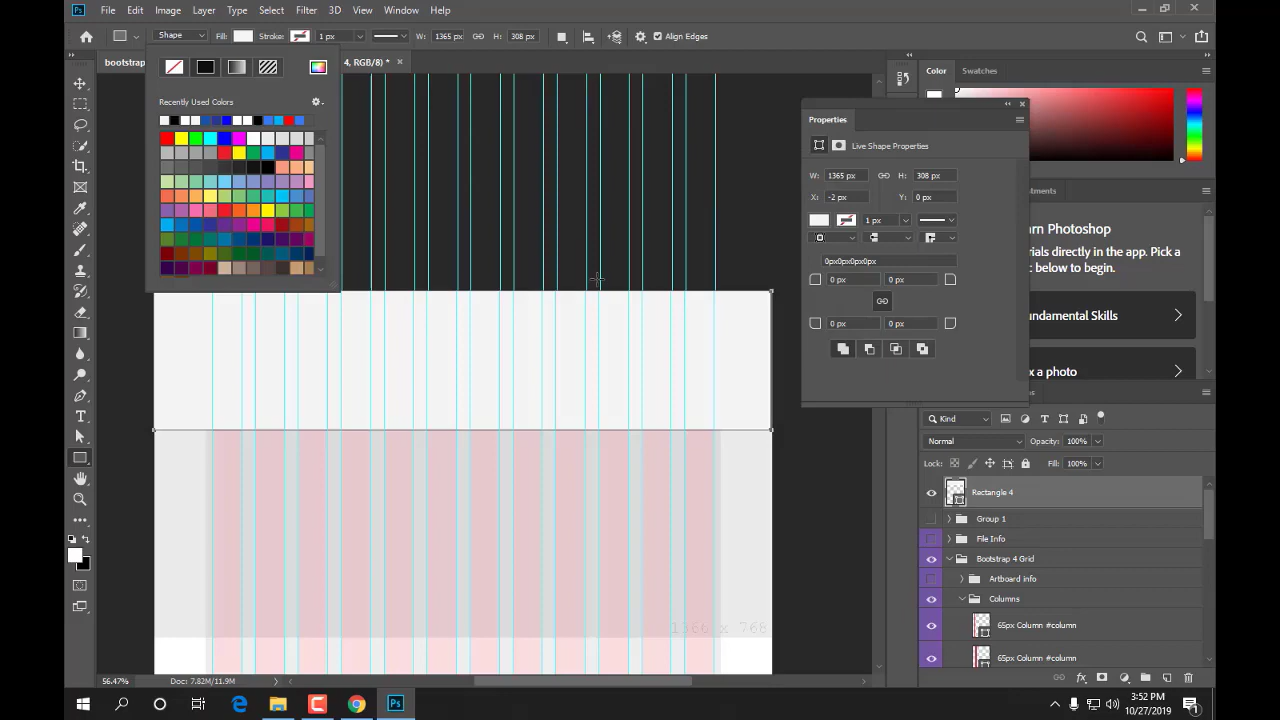 File Edit Image Layer Type Select Filter 3D View Window Help
Shape Fill: Stroke: 1 px W: 1365 px H: 308 px Align Edges
bootstrap 4, RGB/8) *
Color Swatches
Recently Used Colors
Properties
Live Shape Properties
W: 1365 px H: 308 px
X: -2 px Y: 0 px
1 px
0px0px0px0px
0 px 0 px
0 px 0 px
arn Photoshop
rials directly in the app. Pick
t below to begin.
undamental Skills
x a photo
Kind
Normal Opacity: 100%
Lock: Fill: 100%
Rectangle 4
Group 1
File Info
Bootstrap 4 Grid
Artboard info
Columns
65px Column #column
65px Column #column
1366 x 768
56.47% Doc: 7.82M/11.9M
3:52 PM
10/27/2019